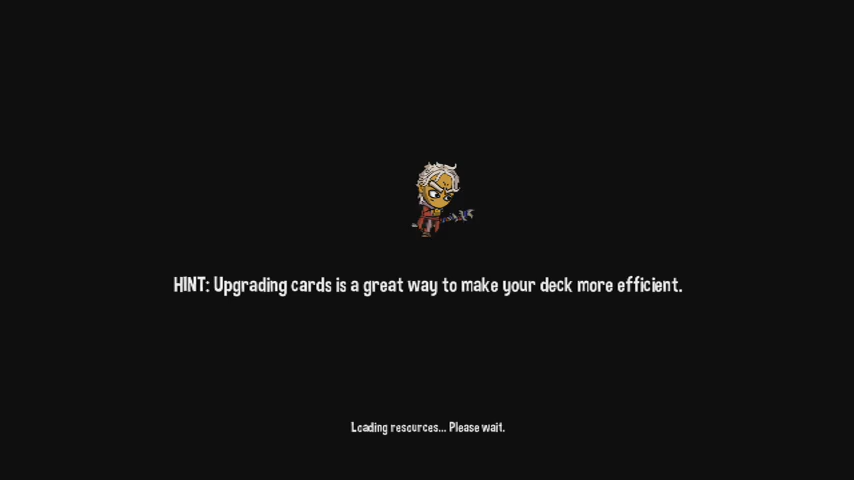 HINT: Upgrading cards is a great way to make your deck more efficient.
Loading resources... Please wait.